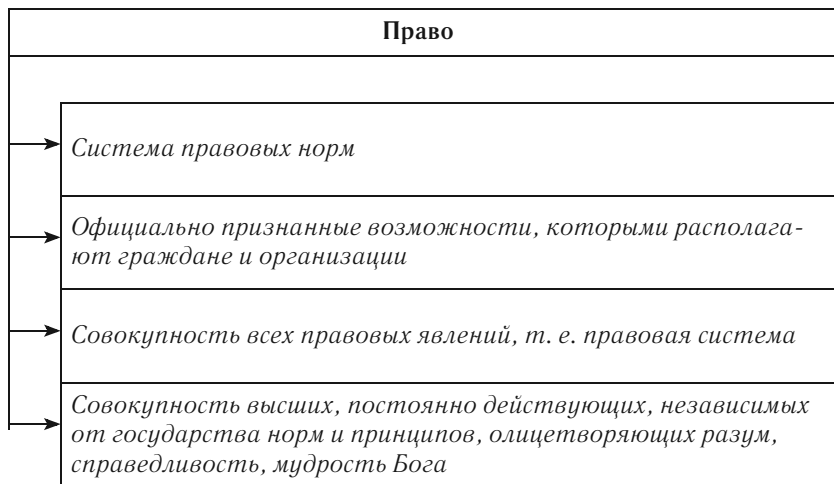 Право
Система правовых норм
Официально признанные возможности, которыми располага-
ют граждане и организации
Совокупность всех правовых явлений, т. е. правовая система
Совокупность высших, постоянно действующих, независимых
от государства норм и принципов, олицетворяющих разум,
справедливость, мудрость Бога